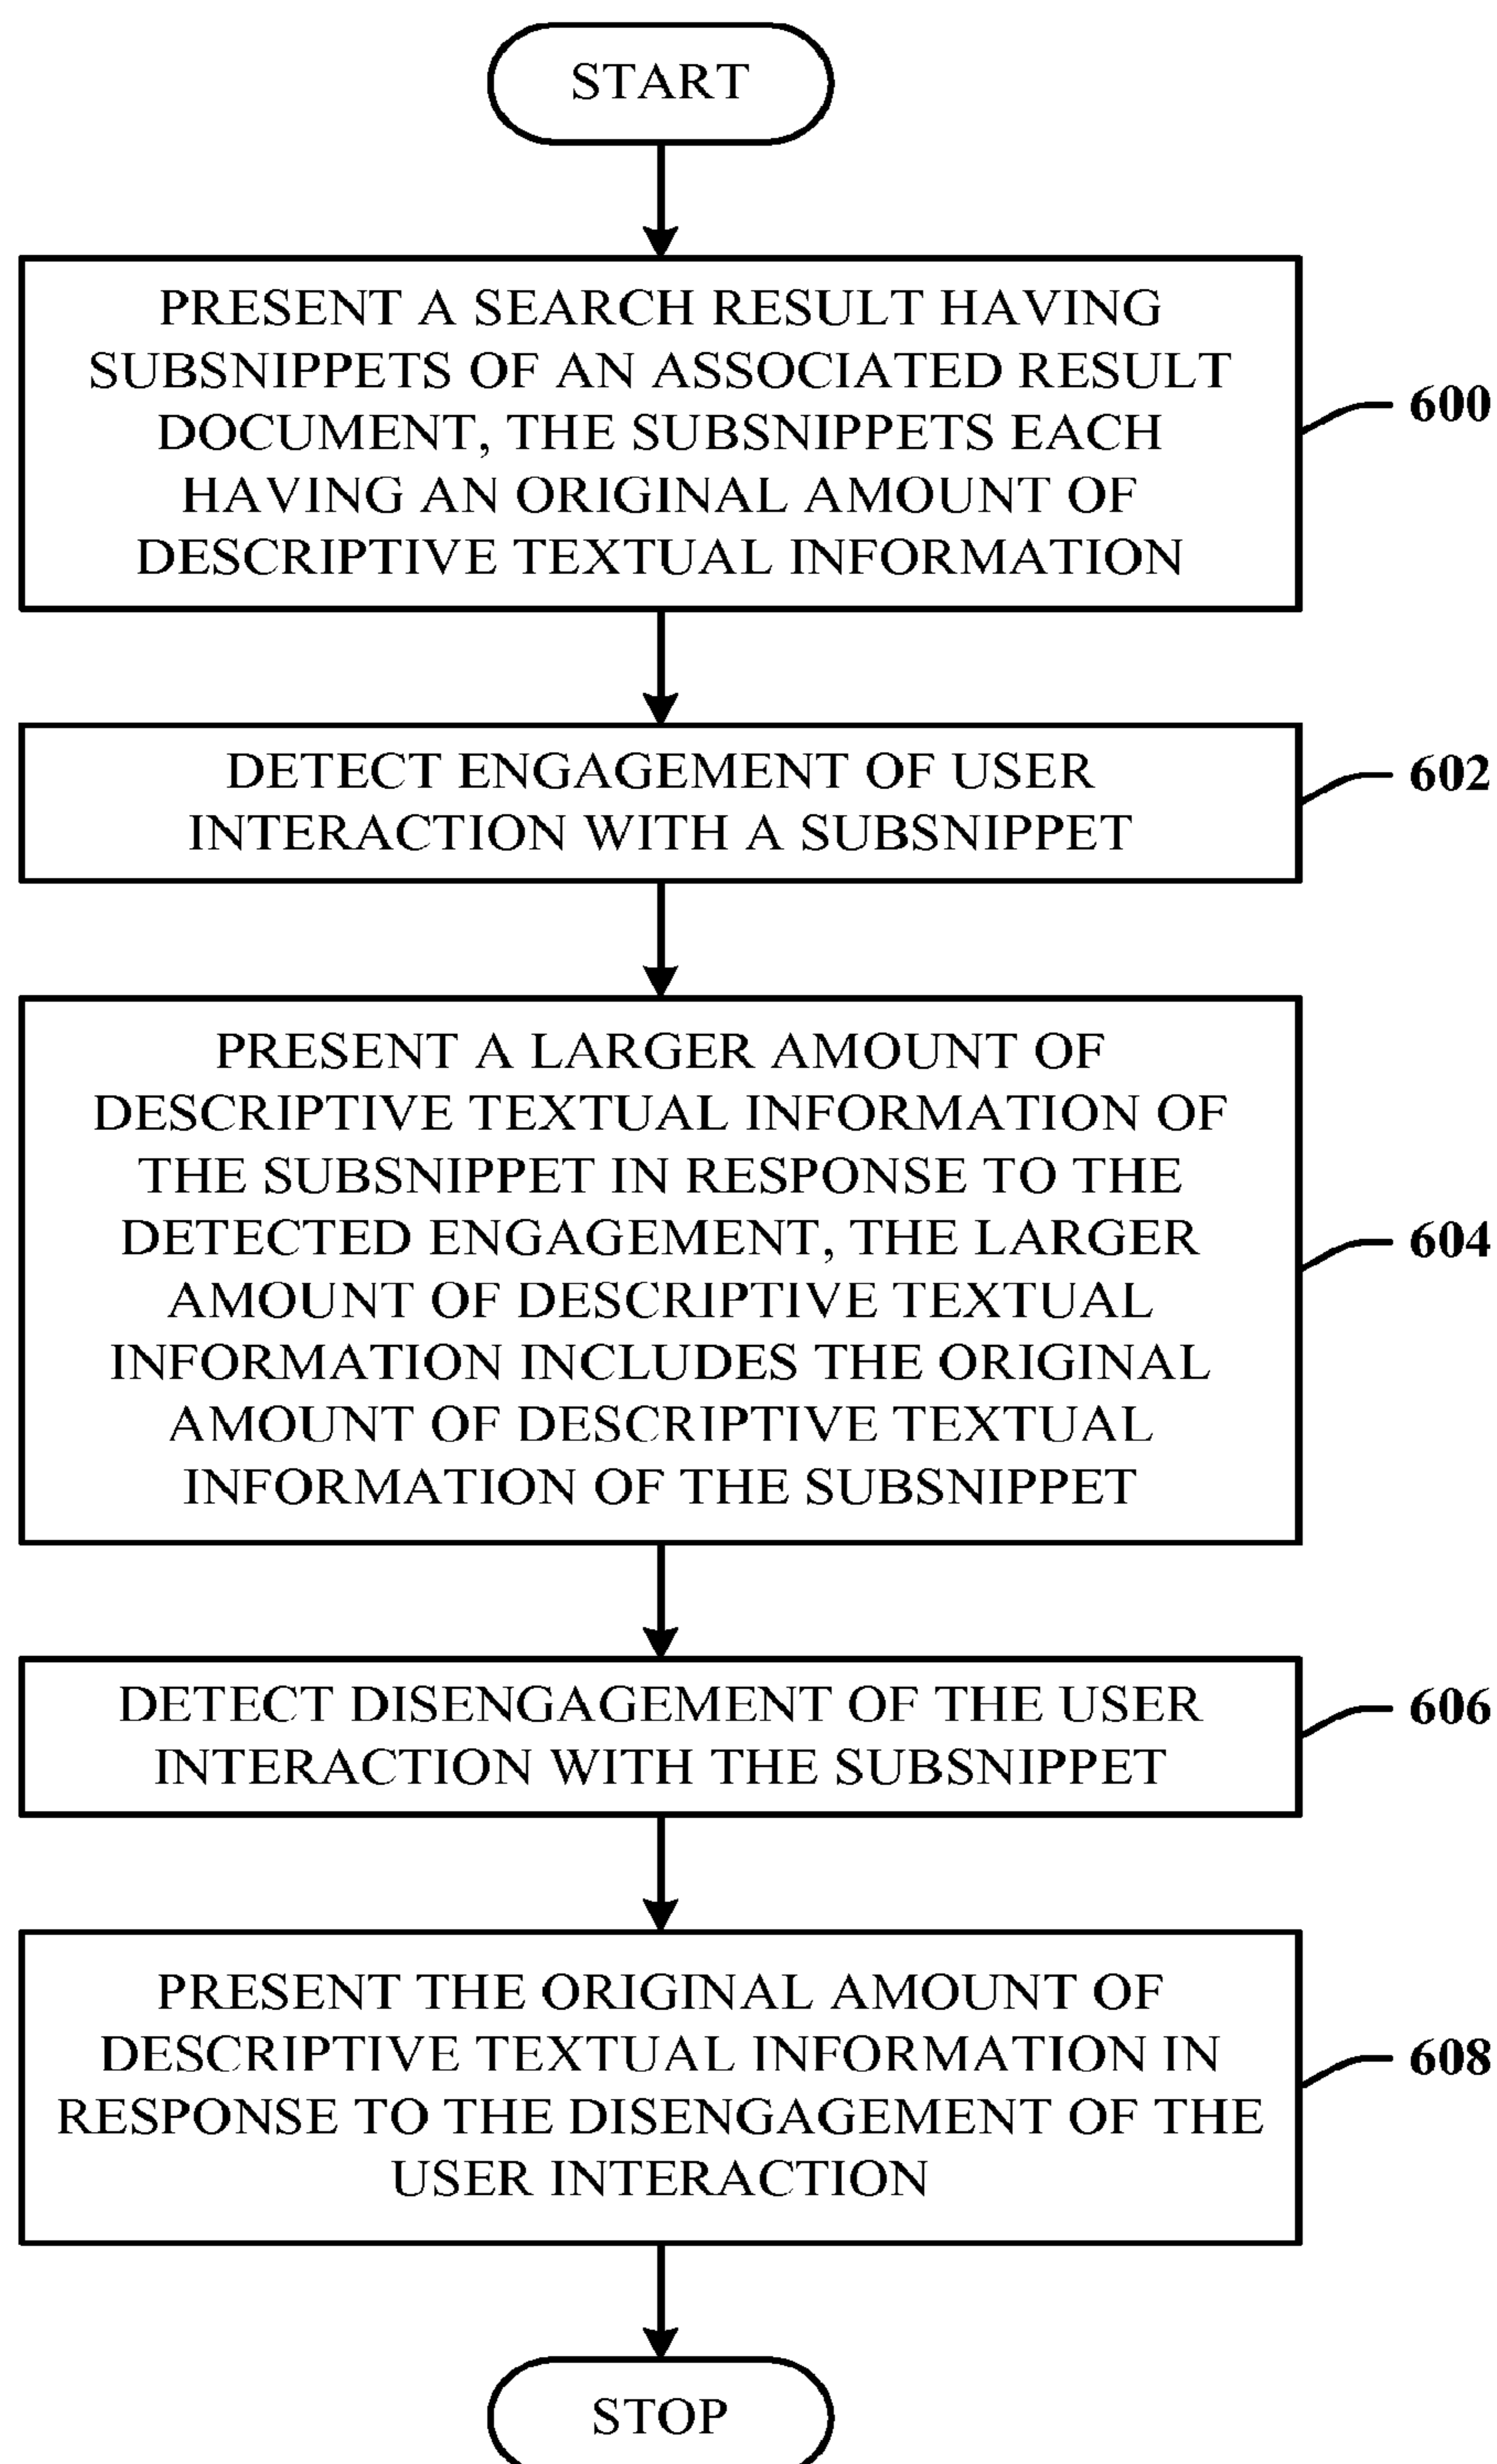 START
PRESENT A SEARCH RESULT HAVING
SUBSNIPPETS OF AN ASSOCIATED RESULT
DOCUMENT, THE SUBSNIPPETS EACH
HAVING AN ORIGINAL AMOUNT OF
DESCRIPTIVE TEXTUAL INFORMATION
600
DETECT ENGAGEMENT OF USER
INTERACTION WITH A SUBSNIPPET
602
PRESENT A LARGER AMOUNT OF
DESCRIPTIVE TEXTUAL INFORMATION OF
THE SUBSNIPPET IN RESPONSE TO THE
DETECTED ENGAGEMENT, THE LARGER
AMOUNT OF DESCRIPTIVE TEXTUAL
INFORMATION INCLUDES THE ORIGINAL
AMOUNT OF DESCRIPTIVE TEXTUAL
INFORMATION OF THE SUBSNIPPET
604
DETECT DISENGAGEMENT OF THE USER
INTERACTION WITH THE SUBSNIPPET
606
PRESENT THE ORIGINAL AMOUNT OF
DESCRIPTIVE TEXTUAL INFORMATION IN
RESPONSE TO THE DISENGAGEMENT OF THE
USER INTERACTION
608
STOP